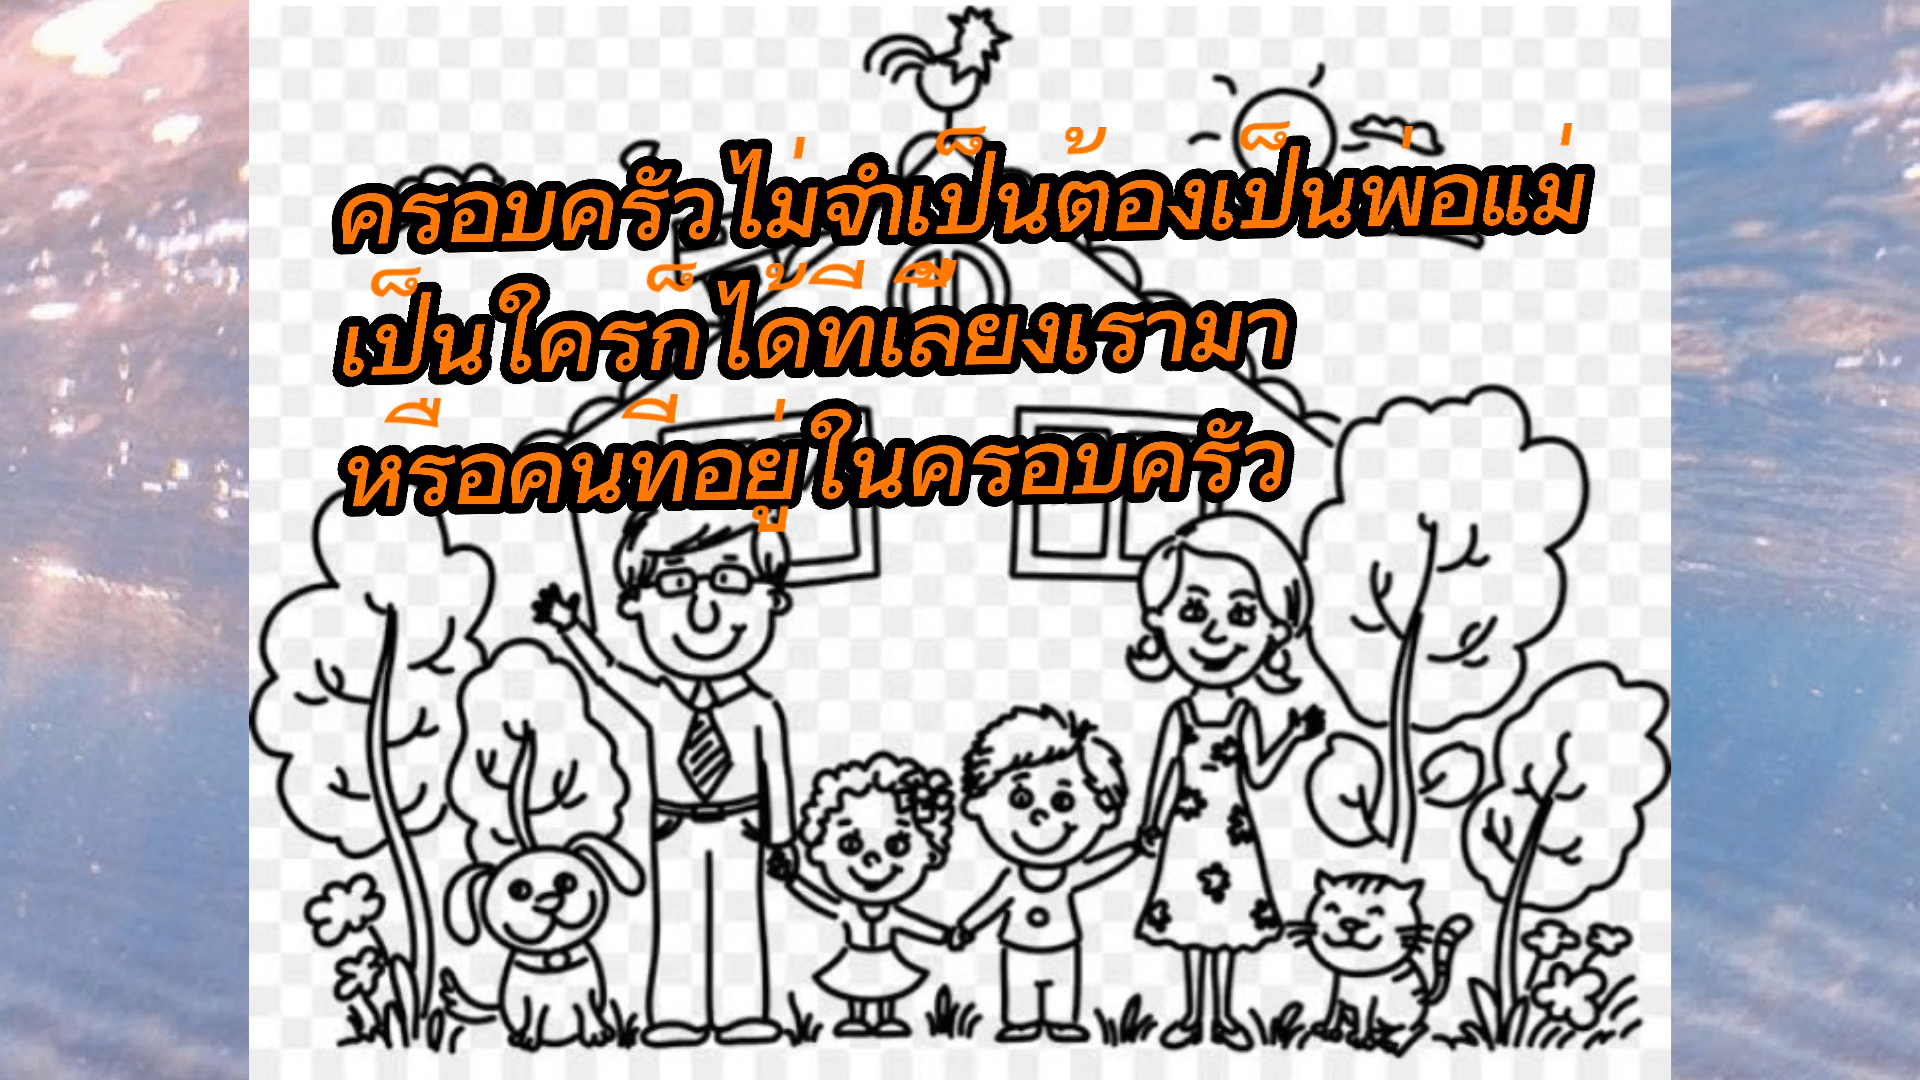 ครอบครัวไม่จำเป็นต้องเป็นพ่อแม่
เป็นใครก็ได้ที่เลี้ยงเรามา
หรือคนที่อยู่ในครอบครัว